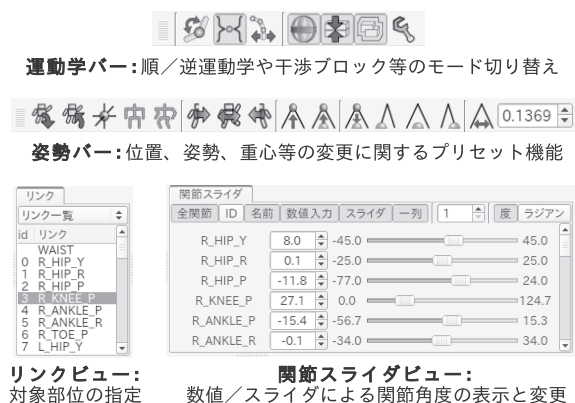 運動学バー：順／逆運動学や干渉ブロック等のモード切り替え
0.1369
姿勢バー：位置、姿勢、重心等の変更に関するプリセット機能
リンク
リンク一覧
id リンク
WAIST
0 R_HIP_Y
1 R_HIP_R
2 R_HIP_P
3 R_KNEE_P
4 R_ANKLE_P
5 R_ANKLE_R
6 R_TOE_P
7 L_HIP_Y
リンクビュー：
対象部位の指定
関節スライダ
全関節 ID 名前 数値入力 スライダ 一列 1 度 ラジアン
R_HIP_Y 8.0 -45.0 45.0
R_HIP_R 0.1 -25.0 25.0
R_HIP_P -11.8 -77.0 24.0
R_KNEE_P 27.1 0.0 124.7
R_ANKLE_P -15.4 -56.7 15.3
R_ANKLE_R -0.1 -34.0 34.0
関節スライダビュー：
数値／スライダによる関節角度の表示と変更